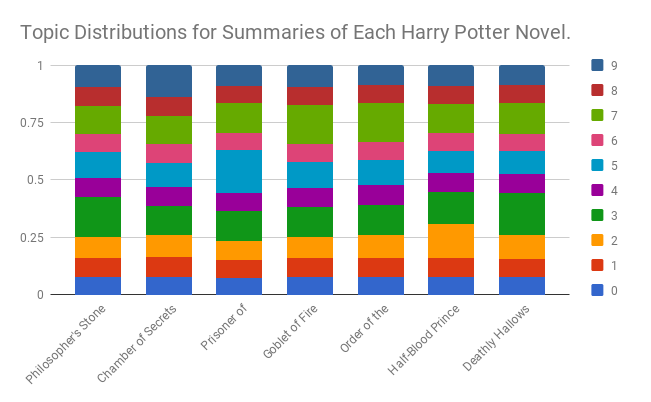 Topic Distributions for Summaries of Each Harry Potter Novel.
1
0.75
0.5
0.25
0
Philosopher's Stone
Chamber of Secrets
Prisoner of
Goblet of Fire
Order of the
Half-Blood Prince
Deathly Hallows
9
8
7
6
5
4
3
2
1
0